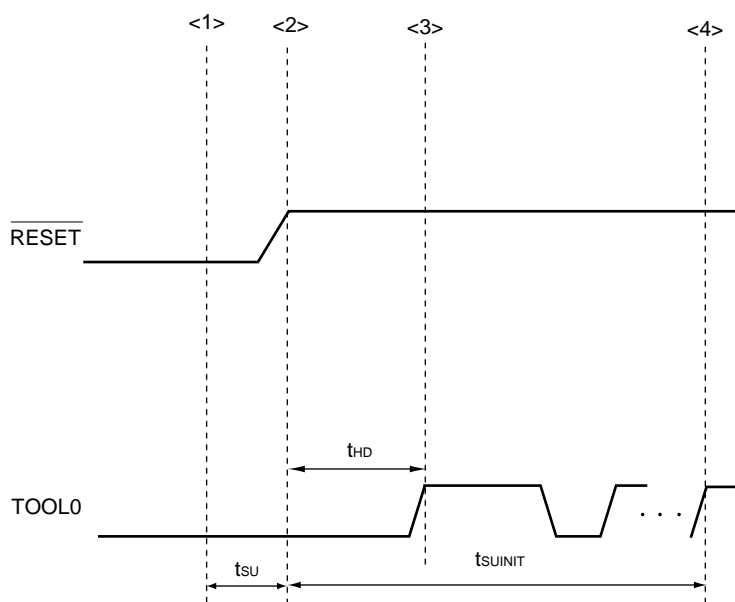 <1> <2> <3> <4>
RESET
tHD
TOOL0
. . .
tSU tSUINIT